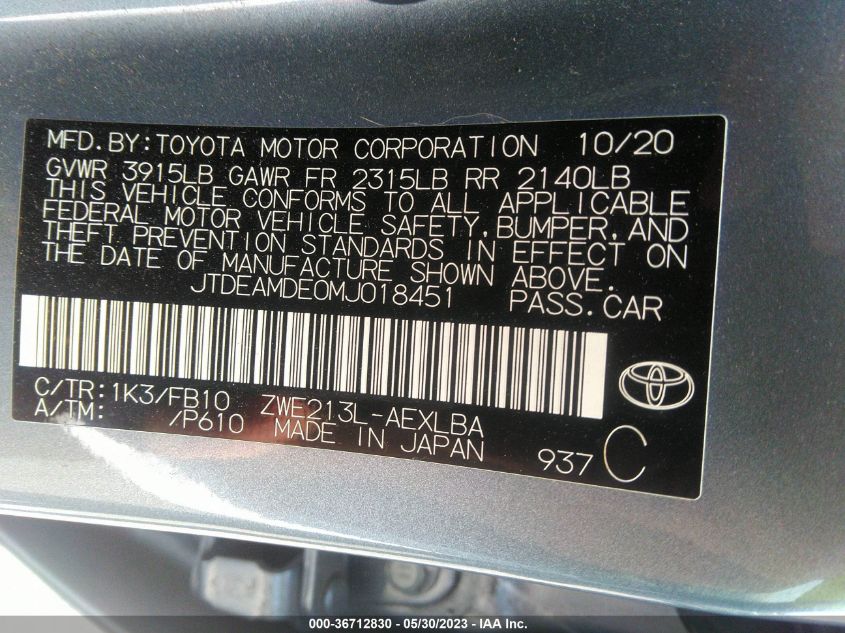 MFD. BY: TOYOTA MOTOR CORPORATION 10/20
GVWR 3915LB GAWR FR 2315LB RR 2140LB
THIS VEHICLE CONFORMS TO ALL APPLICABLE
FEDERAL MOTOR VEHICLE SAFETY, BUMPER, AND
THEFT PREVENTION STANDARDS IN EFFECT ON
THE DATE OF MANUFACTURE SHOWN ABOVE.
JTDEAMDE0MJ018451 PASS. CAR
C/TR: 1K3/FB10 ZWE213L-AEXLBA
A/TM: /P610 MADE IN JAPAN 937 C
000-36712830 - 05/30/2023 - IAA Inc.